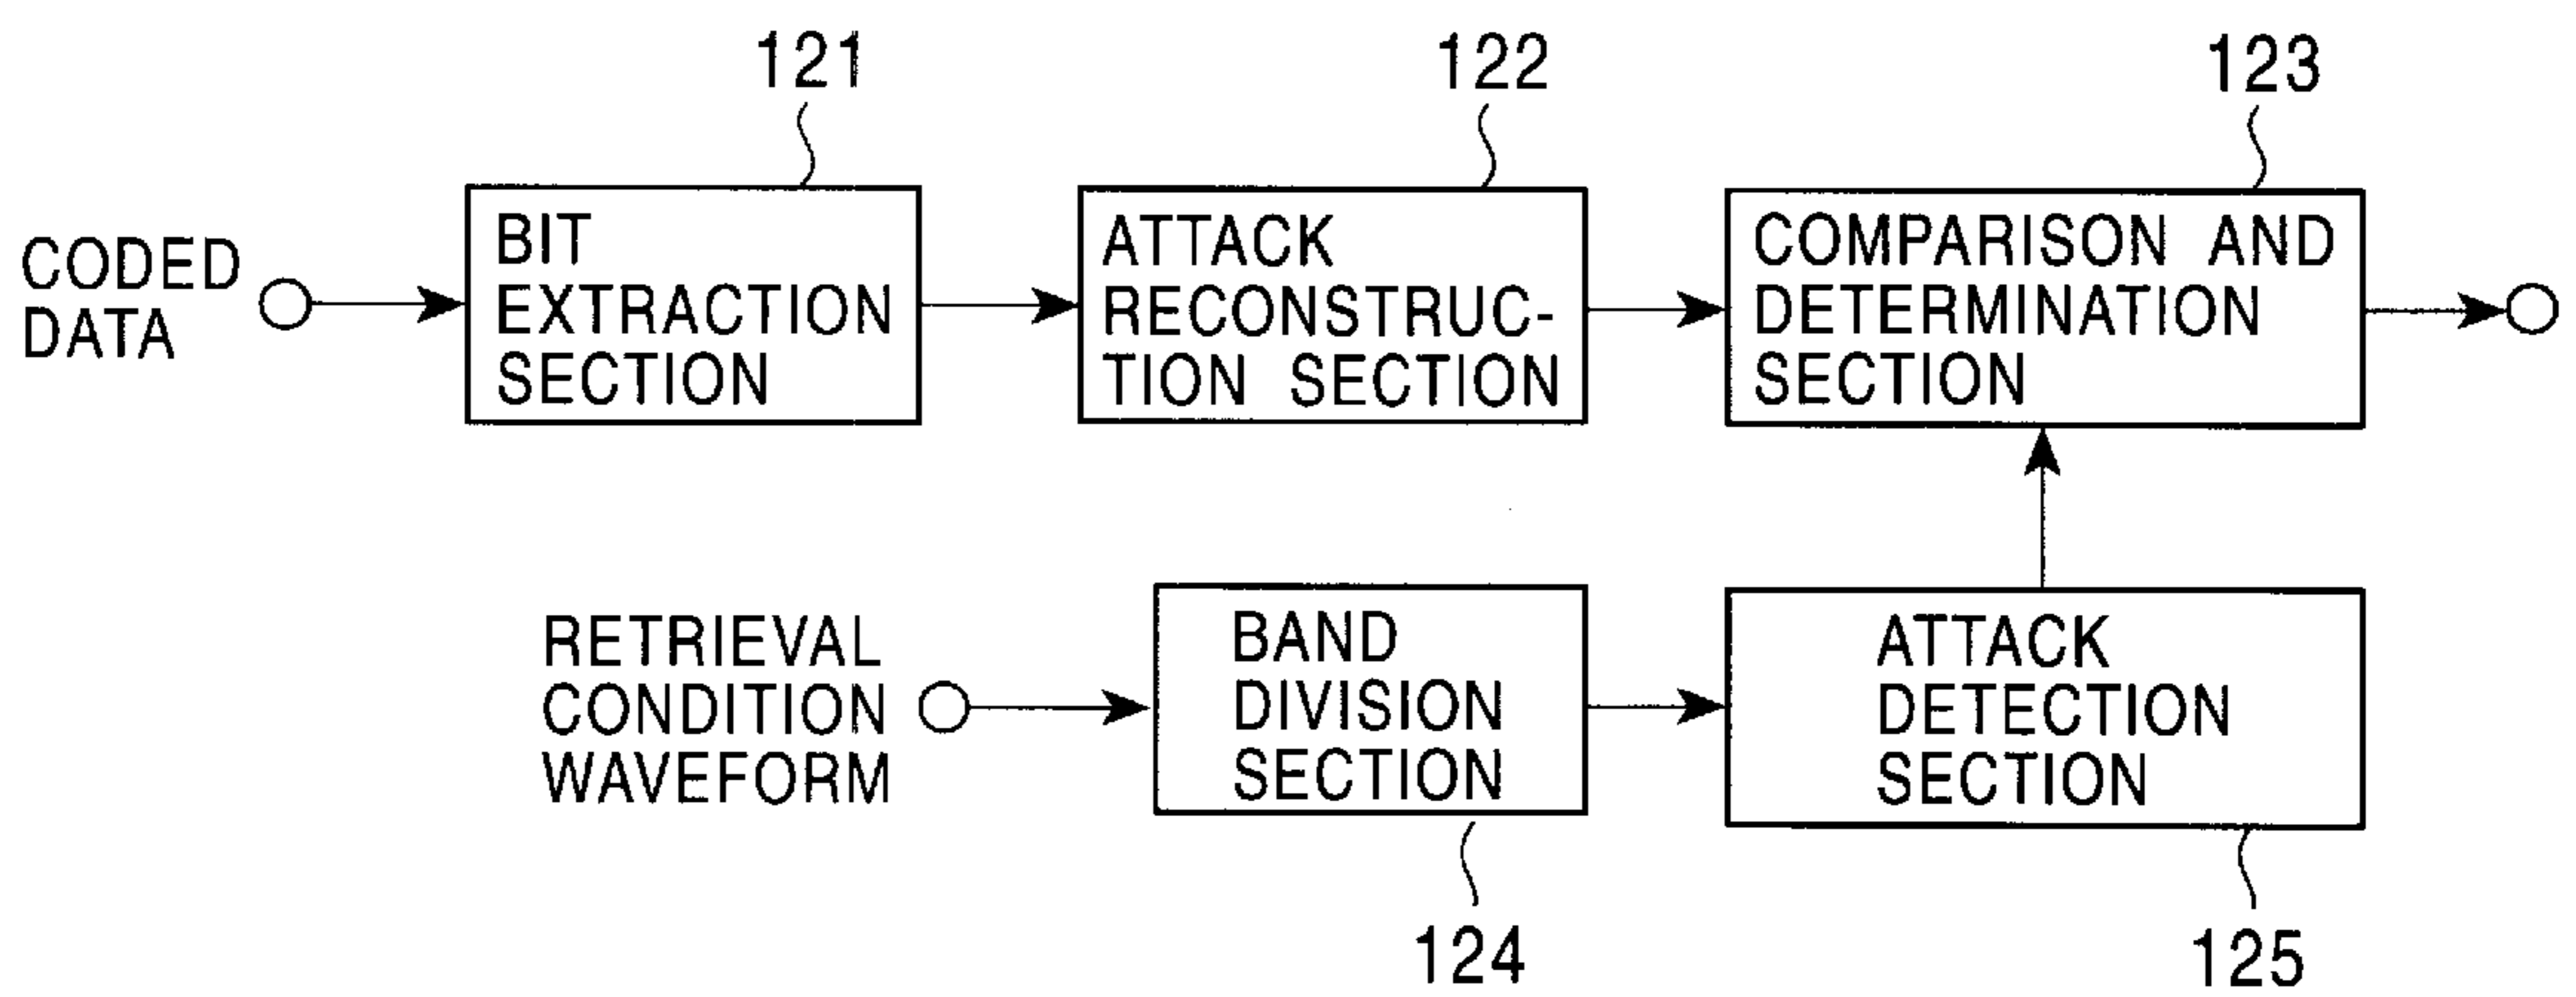 121
122
123
CODED
DATA
BIT
EXTRACTION
SECTION
ATTACK
RECONSTRUC-
TION SECTION
COMPARISON AND
DETERMINATION
SECTION
RETRIEVAL
CONDITION
WAVEFORM
BAND
DIVISION
SECTION
ATTACK
DETECTION
SECTION
124
125